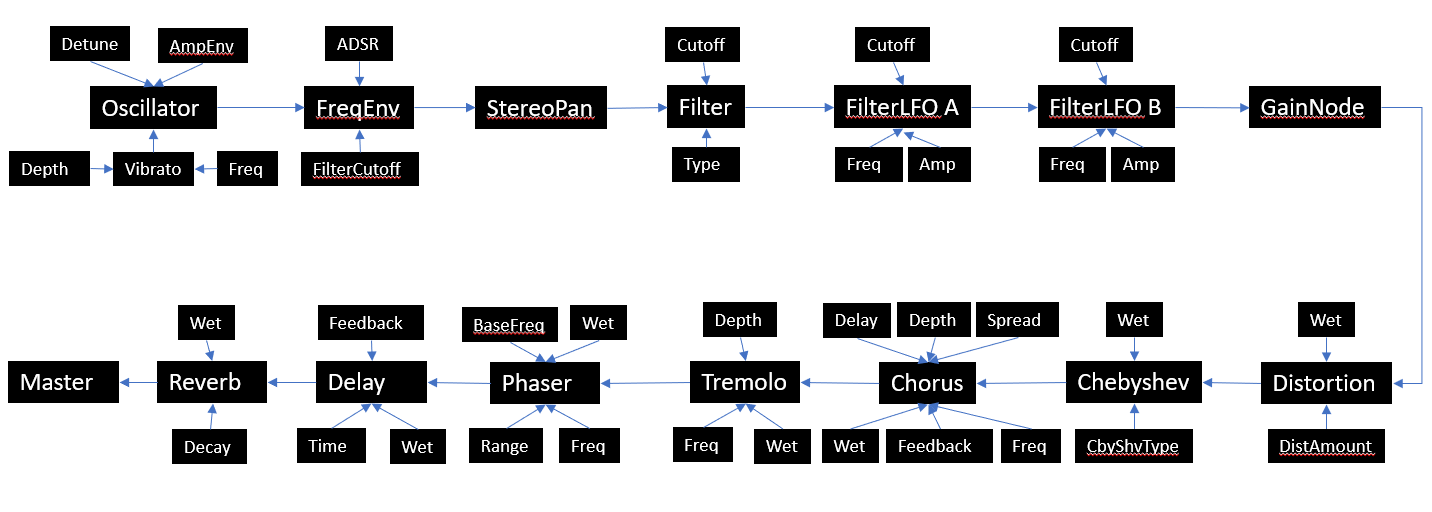 Detune
AmpEnv
ADSR
Cutoff
Cutoff
Cutoff
Oscillator
FreqEnv
StereoPan
Filter
FilterLFO A
FilterLFO B
GainNode
Depth
Vibrato
Freq
FilterCutoff
Type
Freq
Amp
Freq
Amp
Wet
Feedback
BaseFreq
Wet
Depth
Delay
Depth
Spread
Wet
Wet
Master
Reverb
Delay
Phaser
Tremolo
Chorus
Chebyshev
Distortion
Decay
Time
Wet
Range
Freq
Freq
Wet
Wet
Feedback
Freq
CbyShvType
DistAmount